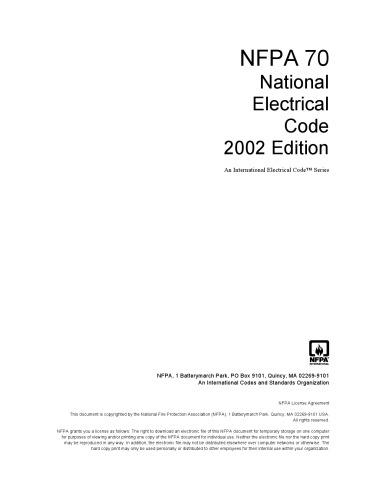 NFPA 70
National
Electrical
Code
2002 Edition
An International Electrical Code™ Series
NFPA
INTERNATIONAL
NFPA, 1 Batterymarch Park, PO Box 9101, Quincy, MA 02269-9101
An International Codes and Standards Organization
NFPA License Agreement
This document is copyrighted by the National Fire Protection Association (NFPA), 1 Batterymarch Park, Quincy, MA 02269-9101 USA.
All rights reserved.
NFPA grants you a license as follows: The right to download an electronic file of this NFPA document for temporary storage on one computer
for purposes of viewing and/or printing one copy of the NFPA document for individual use. Neither the electronic file nor the hard copy print
may be reproduced in any way. In addition, the electronic file may not be distributed elsewhere over computer networks or otherwise. The
hard copy print may only be used personally or distributed to other employees for their internal use within your organization.